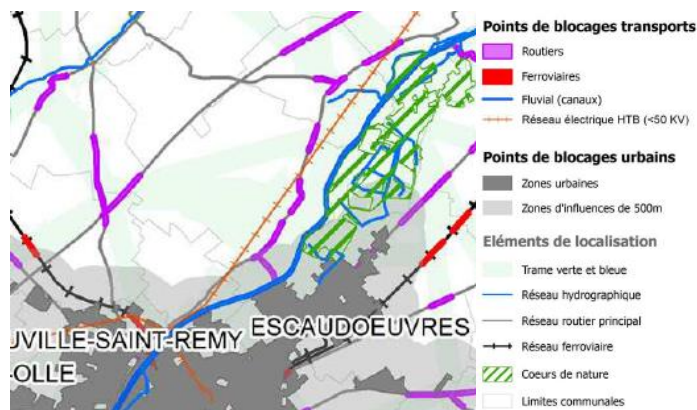 UVILLE-SAINT-REMY
ESCAUDOEUVRES
-OLLE
Points de blocages transports
Routiers
Ferroviaires
Fluvial (canaux)
Réseau électrique HTB (<50 KV)
Points de blocages urbains
Zones urbaines
Zones d'influences de 500m
Eléments de localisation
Trame verte et bleue
Réseau hydrographique
Réseau routier principal
Réseau ferroviaire
Coeurs de nature
Limites communales